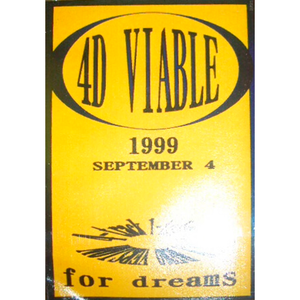 4D VIABLE
1999
SEPTEMBER 4
for dreams